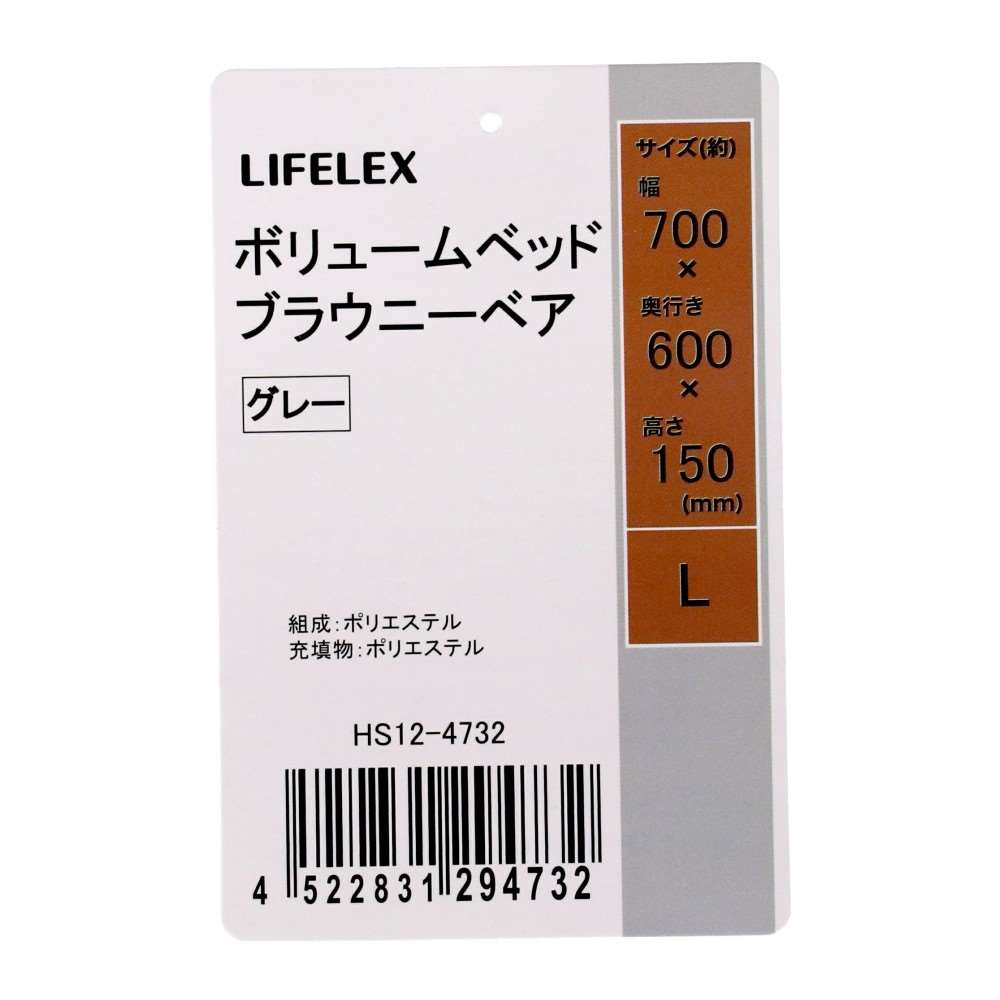 LIFELEX
ボリュームベッド
ブラウニーベア
グレー
組成:ポリエステル
充填物:ポリエステル
HS12-4732
4 522831 294732
サイズ(約)
幅
700
×
奥行き
600
×
高さ
150
(mm)
L